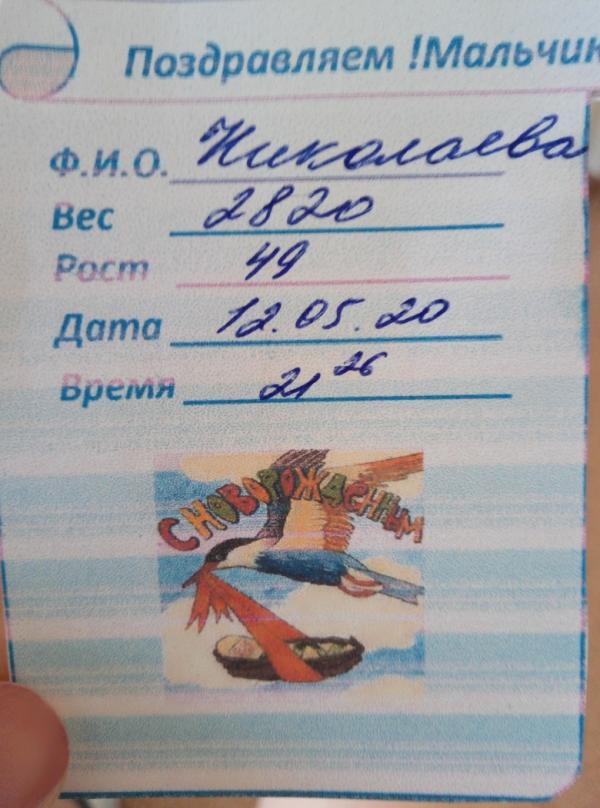 Поздравляем !Мальчик
Ф.И.О. Николаева
Вес 2820
Рост 49
Дата 12.05.20
Время 21 26
С НОВОРОЖДЕННЫМ